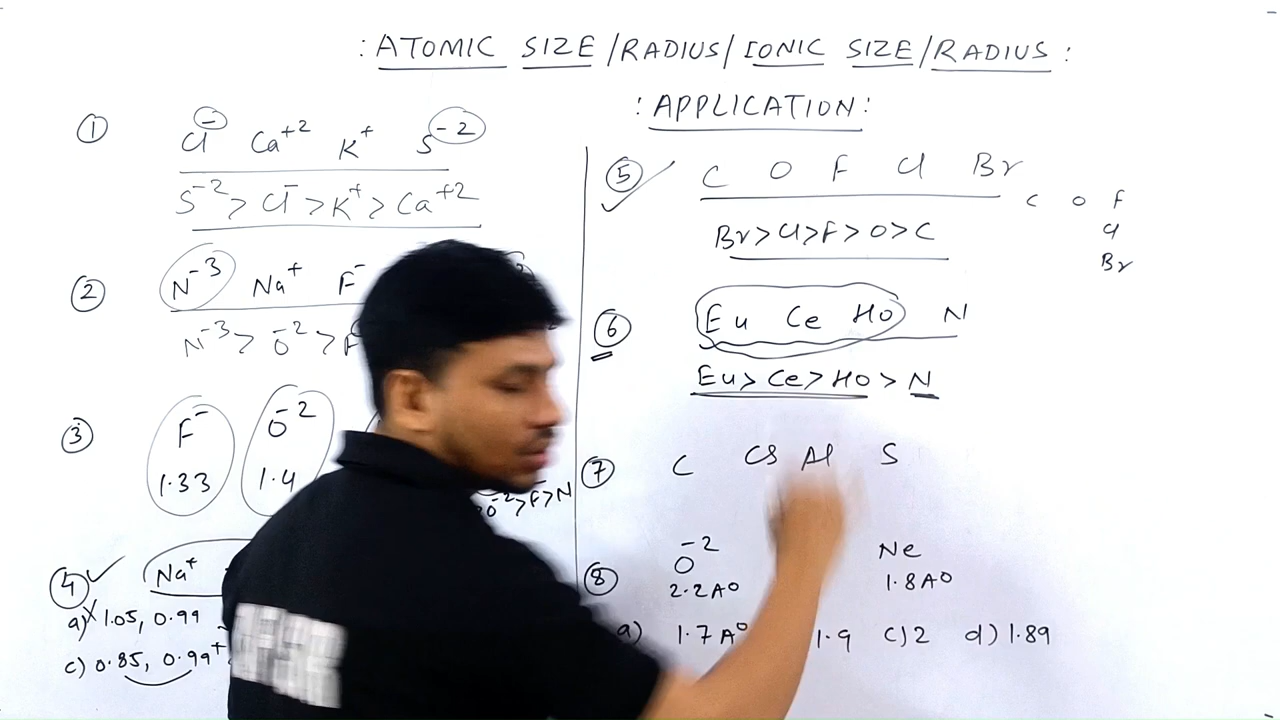 : ATOMIC SIZE/RADIUS/IONIC SIZE/RADIUS :
: APPLICATION :
① Cl⁻ Ca⁺² K⁺ S⁻²
S⁻² > Cl⁻ > K⁺ > Ca⁺²
② N⁻³ Na⁺ F⁻
N⁻³ > O⁻² > F
③ F⁻ O⁻²
1.33 1.4
O⁻² > F > N
④ Na⁺
a) 1.05, 0.99
c) 0.85, 0.99
⑤ C O F Cl Br
Br > Cl > F > O > C
C O F
Cl
Br
⑥ Eu Ce Ho N
Eu > Ce > Ho > N
⑦ C Cs Al S
⑧ O⁻² Ne
2.2A⁰ 1.8A⁰
a) 1.7A⁰ 1.9 c) 2 d) 1.89